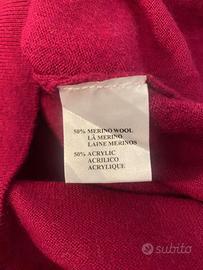 50% MERINO WOOL
LÃ MERINO
LAINE MERINOS
50% ACRYLIC
ACRILICO
ACRYLIQUE
subito